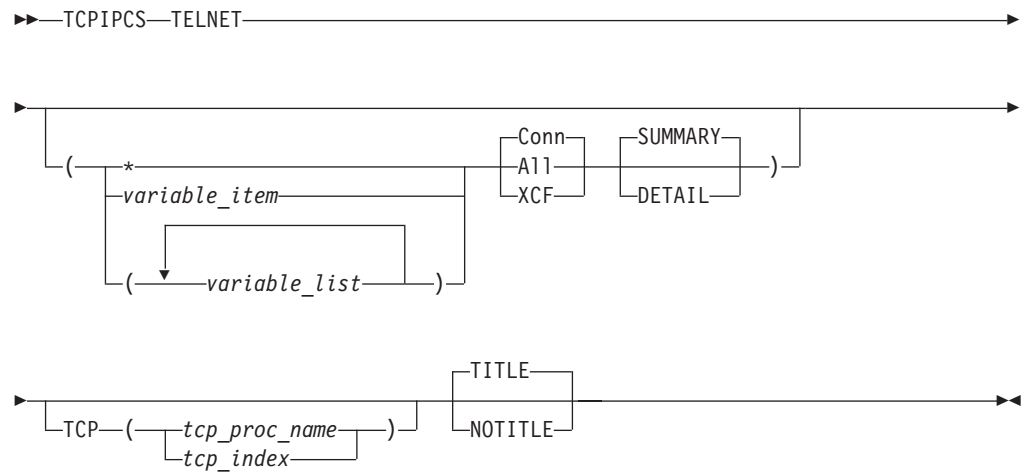 TCPIPCS TELNET
Conn SUMMARY
( * All )
variable_item XCF DETAIL
( variable_list )
TITLE
TCP ( tcp_proc_name ) NOTITLE
tcp_index